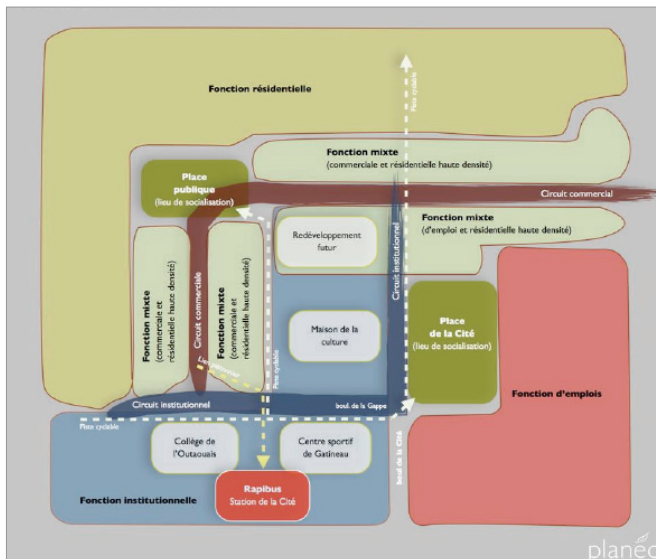 Fonction résidentielle
Piste cyclable
Fonction mixte
(commerciale et résidentielle haute densité)
Place
publique
(lieu de socialisation)
Circuit commercial
Fonction mixte
(d'emploi et résidentielle haute densité)
Redéveloppement
futur
Circuit institutionnel
Fonction mixte
(commerciale et
résidentielle haute densité)
Circuit commerciale
Fonction mixte
(commerciale et
résidentielle haute densité)
Piste cyclable
Maison de la
culture
Place
de la Cité
(lieu de socialisation)
Lien piétonnier
Fonction d'emplois
Circuit institutionnel
boul. de la Gappe
Piste cyclable
boul de la Cité
Collège de
l'Outaouais
Centre sportif
de Gatineau
Rapibus
Station de la Cité
Fonction institutionnelle
planéo